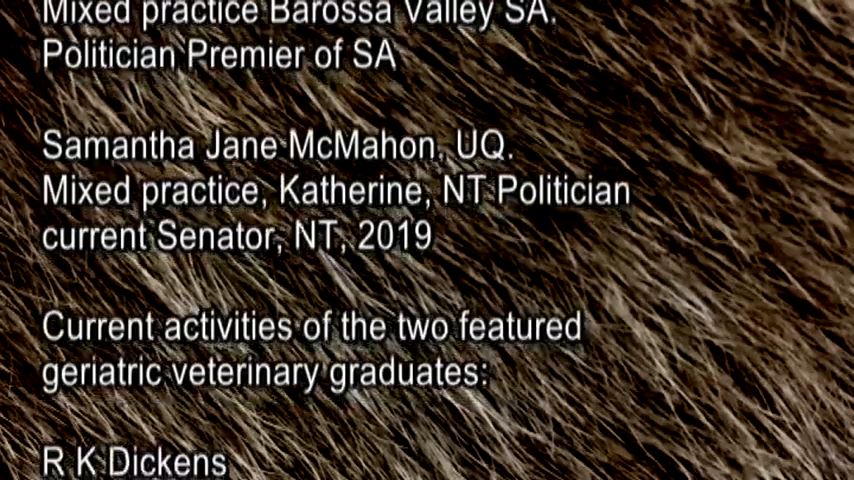 Mixed practice Barossa Valley SA.
Politician Premier of SA
Samantha Jane McMahon. UQ.
Mixed practice, Katherine, NT Politician
current Senator, NT, 2019
Current activities of the two featured
geriatric veterinary graduates:
R K Dickens